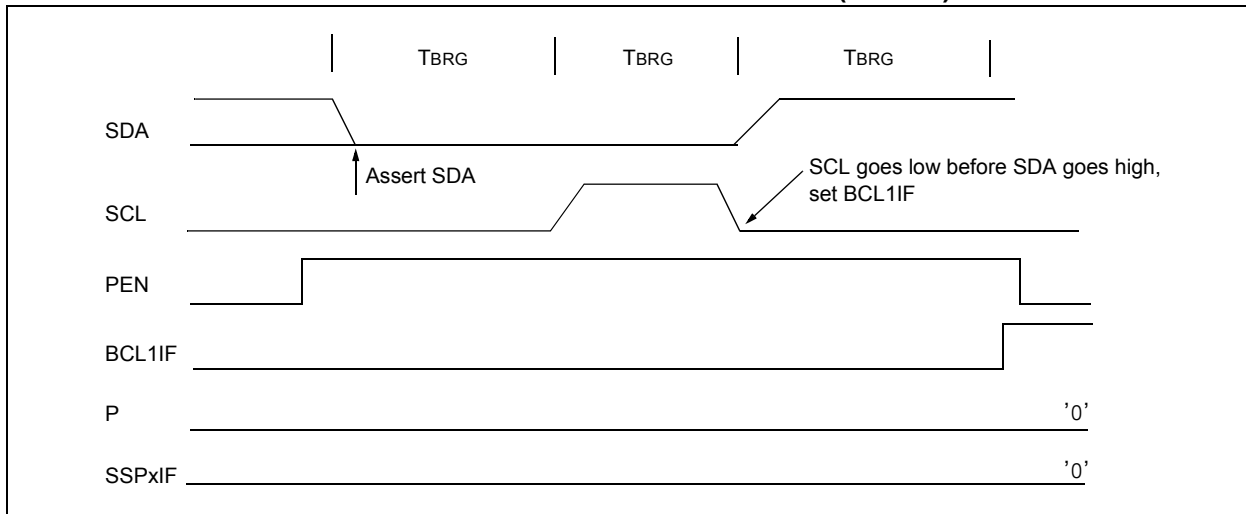 TBRG TBRG TBRG
SDA
Assert SDA
SCL goes low before SDA goes high,
set BCL1IF
SCL
PEN
BCL1IF
P '0'
SSPxIF '0'